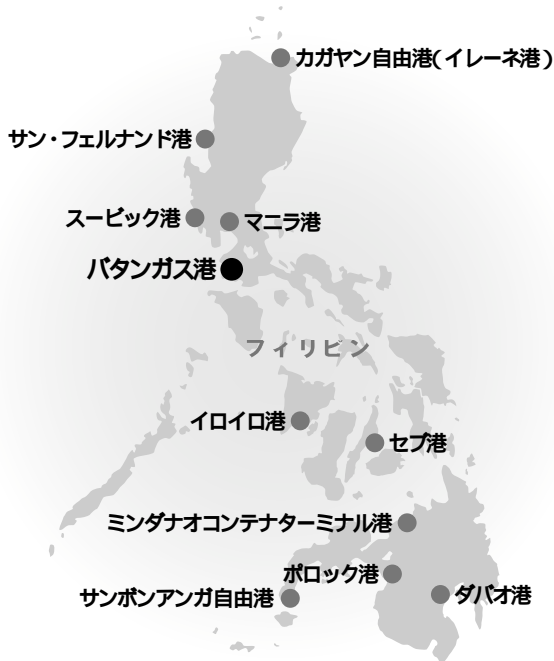 カガヤン自由港(イレーネ港)
サン・フェルナンド港
スービック港
マニラ港
バタンガス港
フィリピン
イロイロ港
セブ港
ミンダナオコンテナターミナル港
ポロック港
サンボンアンガ自由港
ダバオ港